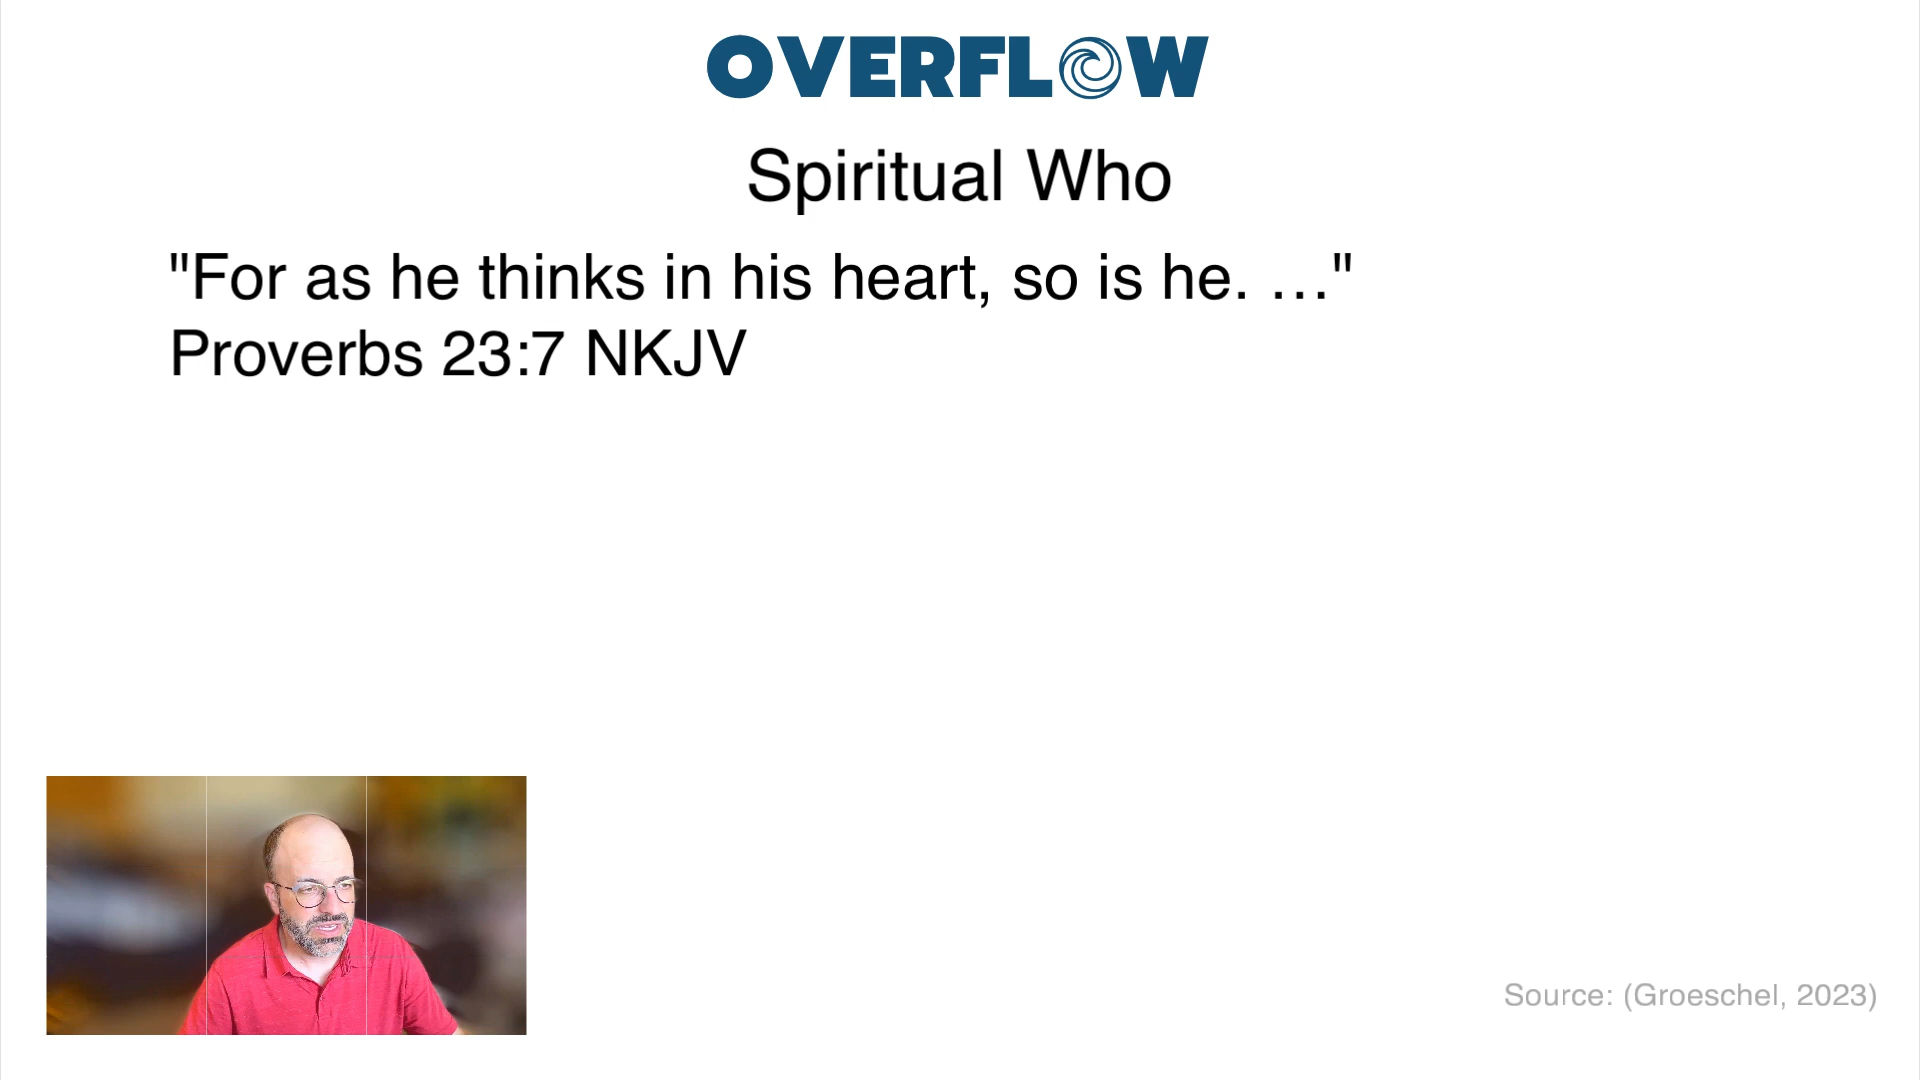 OVERFLOW
Spiritual Who
"For as he thinks in his heart, so is he. …"
Proverbs 23:7 NKJV
Source: (Groeschel, 2023)